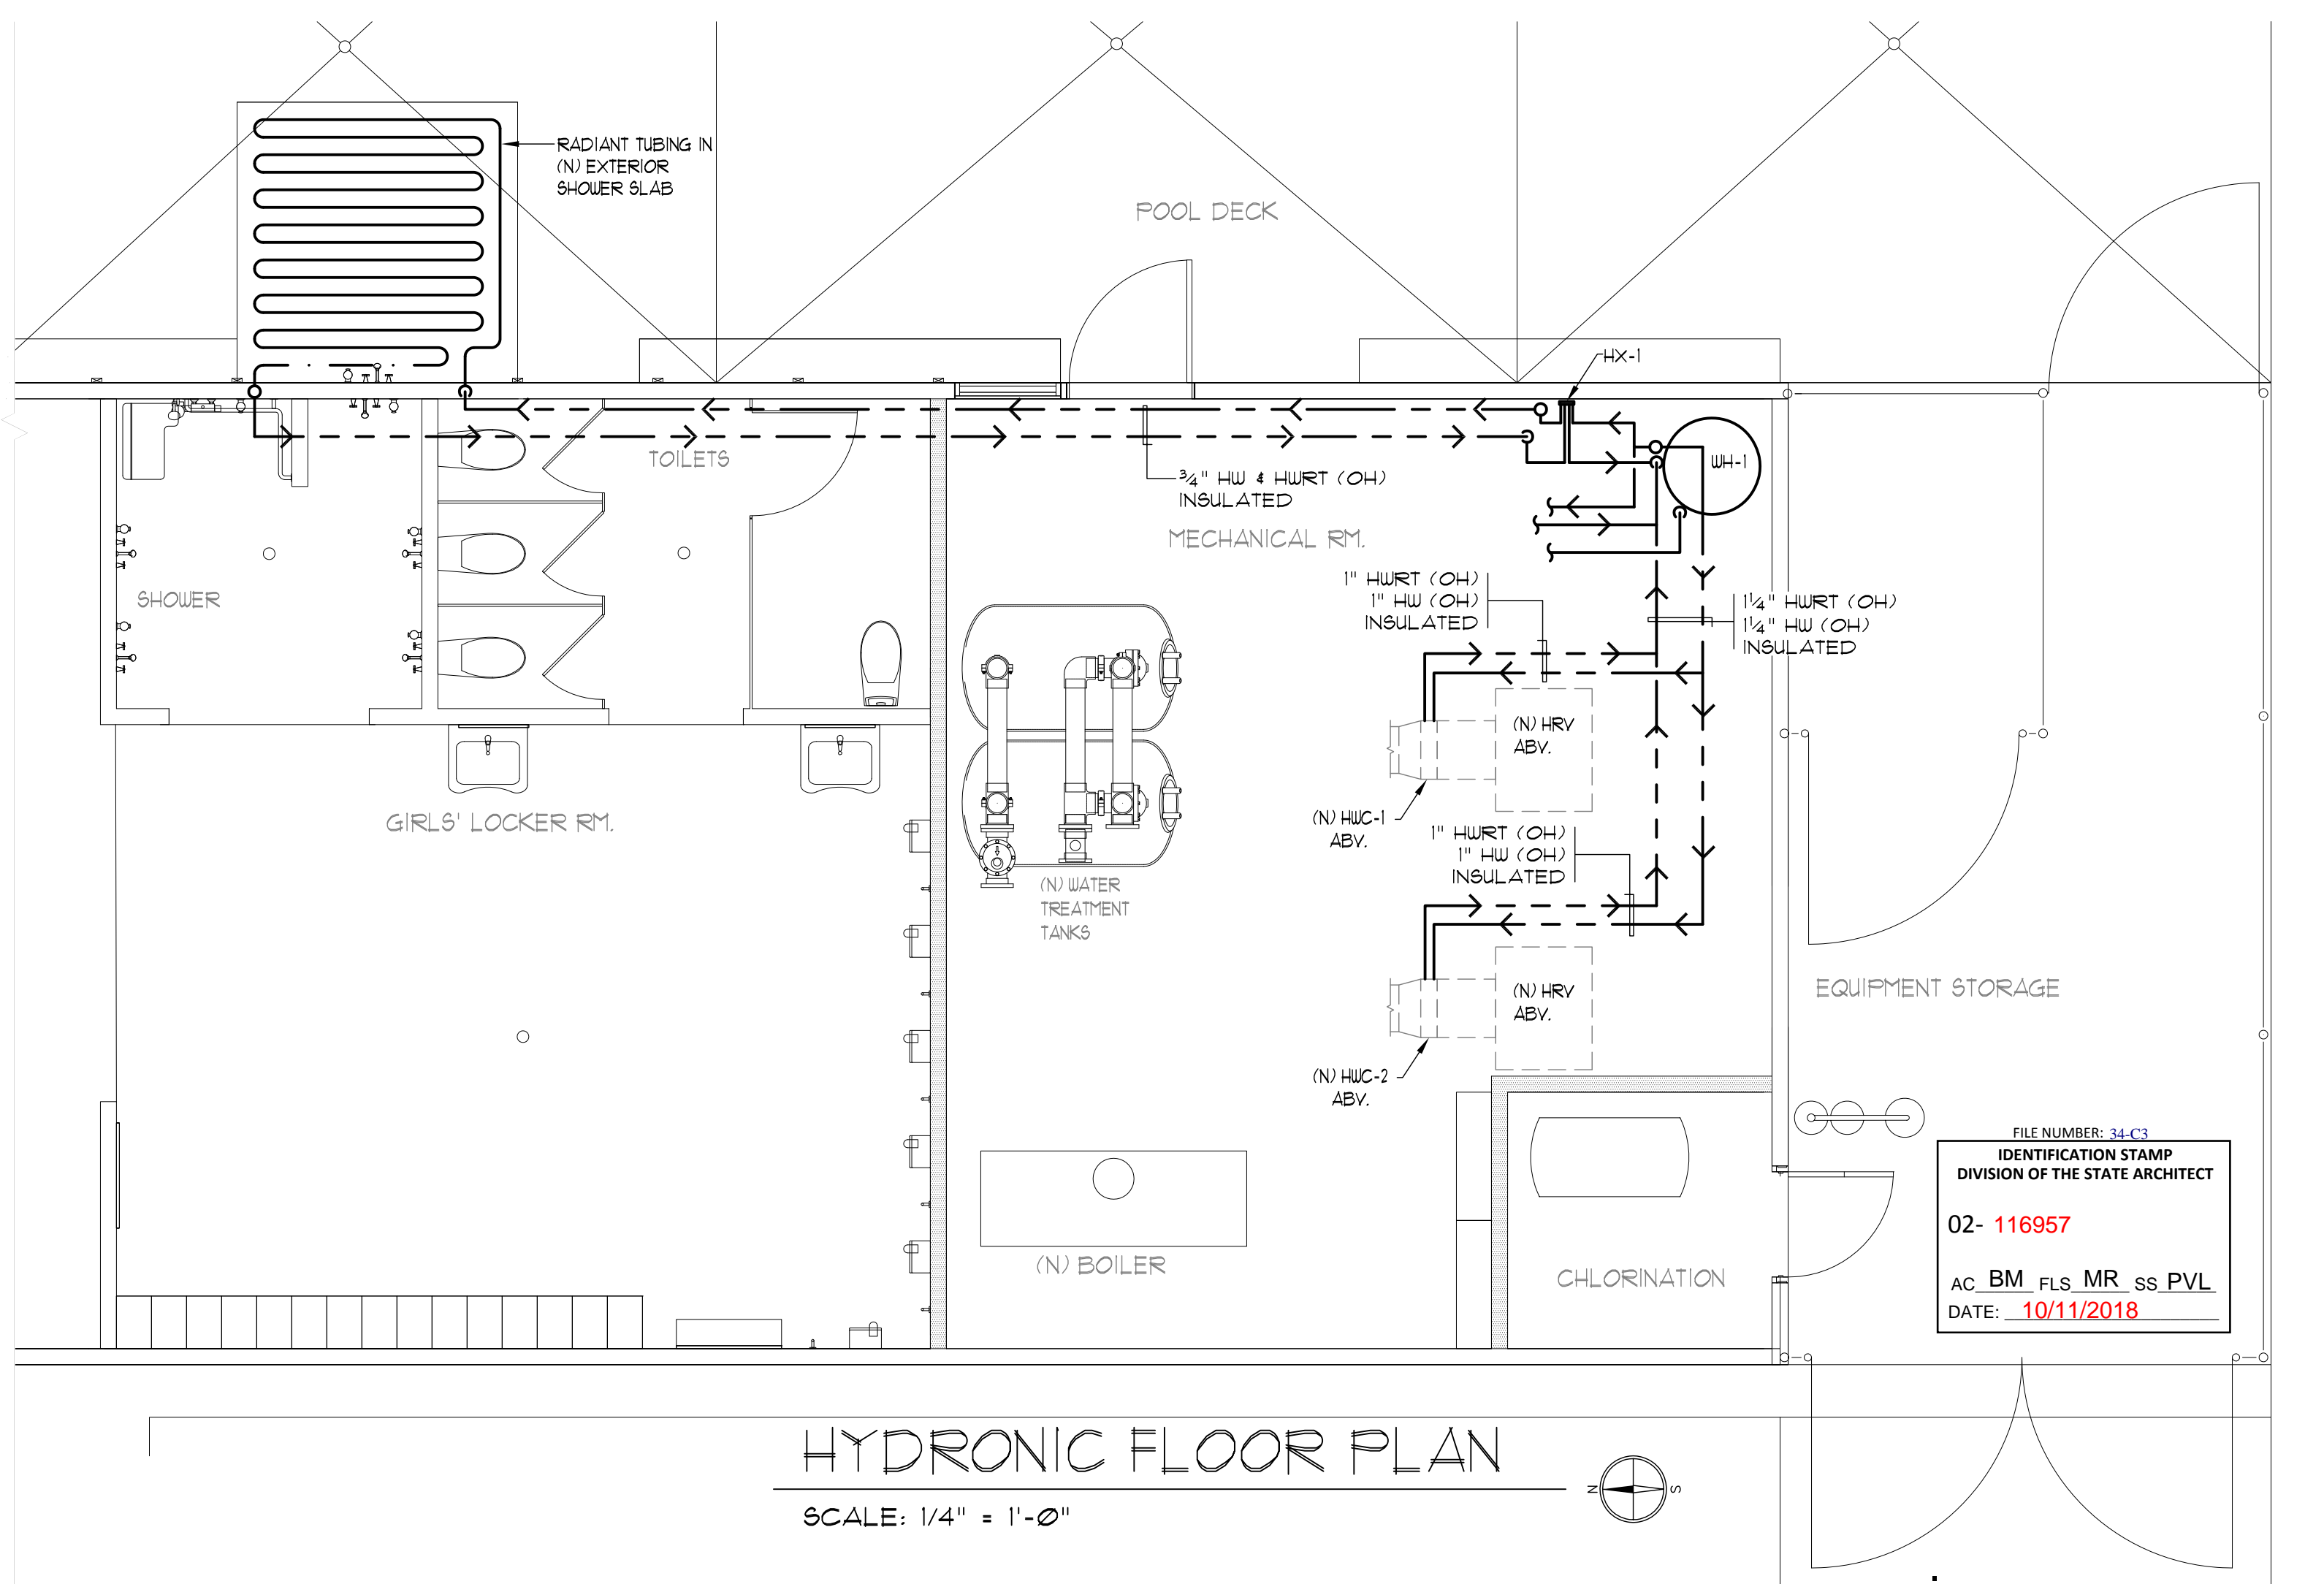 RADIANT TUBING IN
(N) EXTERIOR
SHOWER SLAB
POOL DECK
HX-1
WH-1
TOILETS
3/4" HW & HWRT (OH)
INSULATED
MECHANICAL RM.
SHOWER
1" HWRT (OH)
1" HW (OH)
INSULATED
1 1/4" HWRT (OH)
1 1/4" HW (OH)
INSULATED
(N) HRV
ABV.
(N) HWC-1
ABV.
GIRLS' LOCKER RM.
1" HWRT (OH)
1" HW (OH)
INSULATED
(N) WATER
TREATMENT
TANKS
(N) HRV
ABV.
EQUIPMENT STORAGE
(N) HWC-2
ABV.
(N) BOILER
CHLORINATION
FILE NUMBER: 34-C3
IDENTIFICATION STAMP
DIVISION OF THE STATE ARCHITECT
02- 116957
AC BM FLS MR SS PVL
DATE: 10/11/2018
HYDRONIC FLOOR PLAN
SCALE: 1/4" = 1'-0"
N S